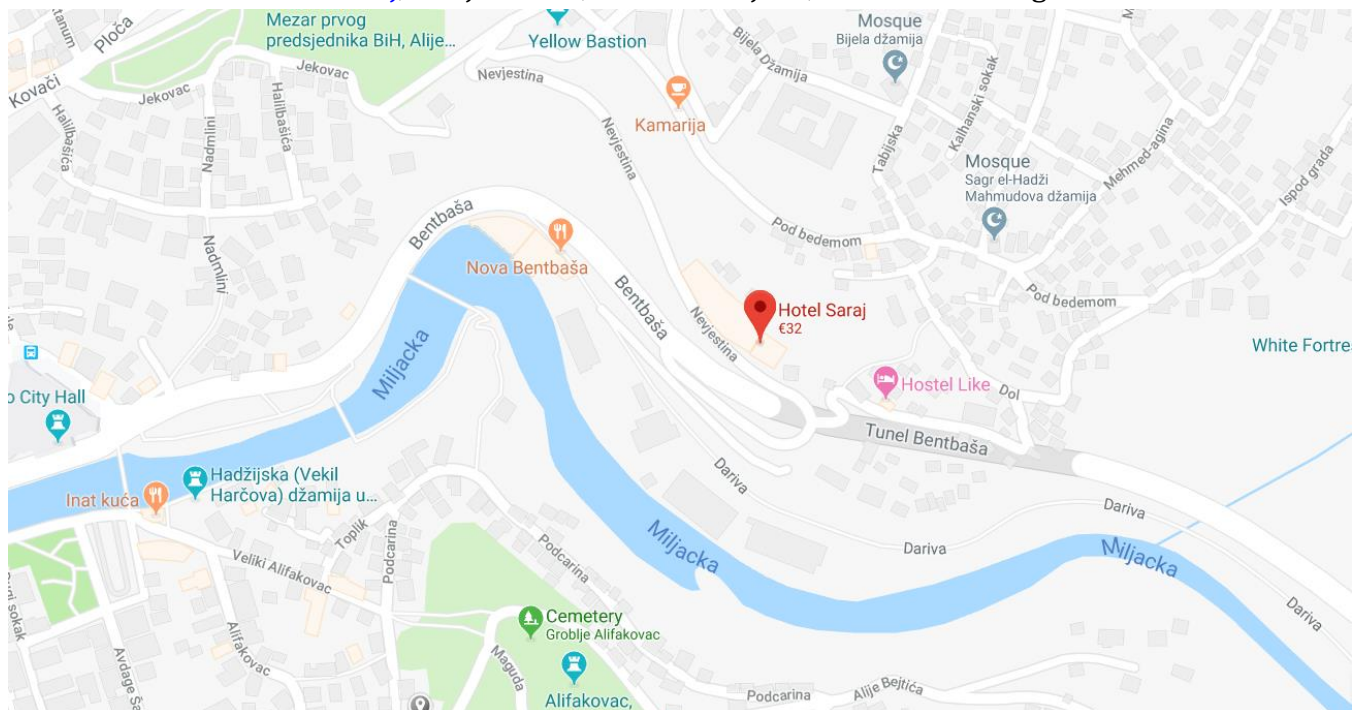 Mezar prvog
predsjednika BiH, Alije...
Yellow Bastion
Mosque
Bijela džamija
Ploča
Kovači
Jekovac
Jekovac
Halilbašića
Halilbašića
Nadmlini
Nadmlini
Nevjestina
Nevjestina
Kamarija
Bijela Džamija
Tabijska
Kalhanski sokak
Mehmed-agina
Ispod grada
Mosque
Sagr el-Hadži
Mahmudova džamija
Bentbaša
Nova Bentbaša
Bentbaša
Pod bedemom
Pod bedemom
Nevjestina
Hotel Saraj
€32
White Fortre
Miljacka
o City Hall
Hostel Like
Dol
Tunel Bentbaša
Dariva
Hadžijska (Vekil
Harčova) džamija u...
Inat kuća
Toplik
Podcarina
Podcarina
Veliki Alifakovac
Miljacka
Dariva
Dariva
Miljacka
Dariva
Cemetery
Groblje Alifakovac
Alifakovac
Maguda
Alifakovac,
Podcarina
Alije Bejtića